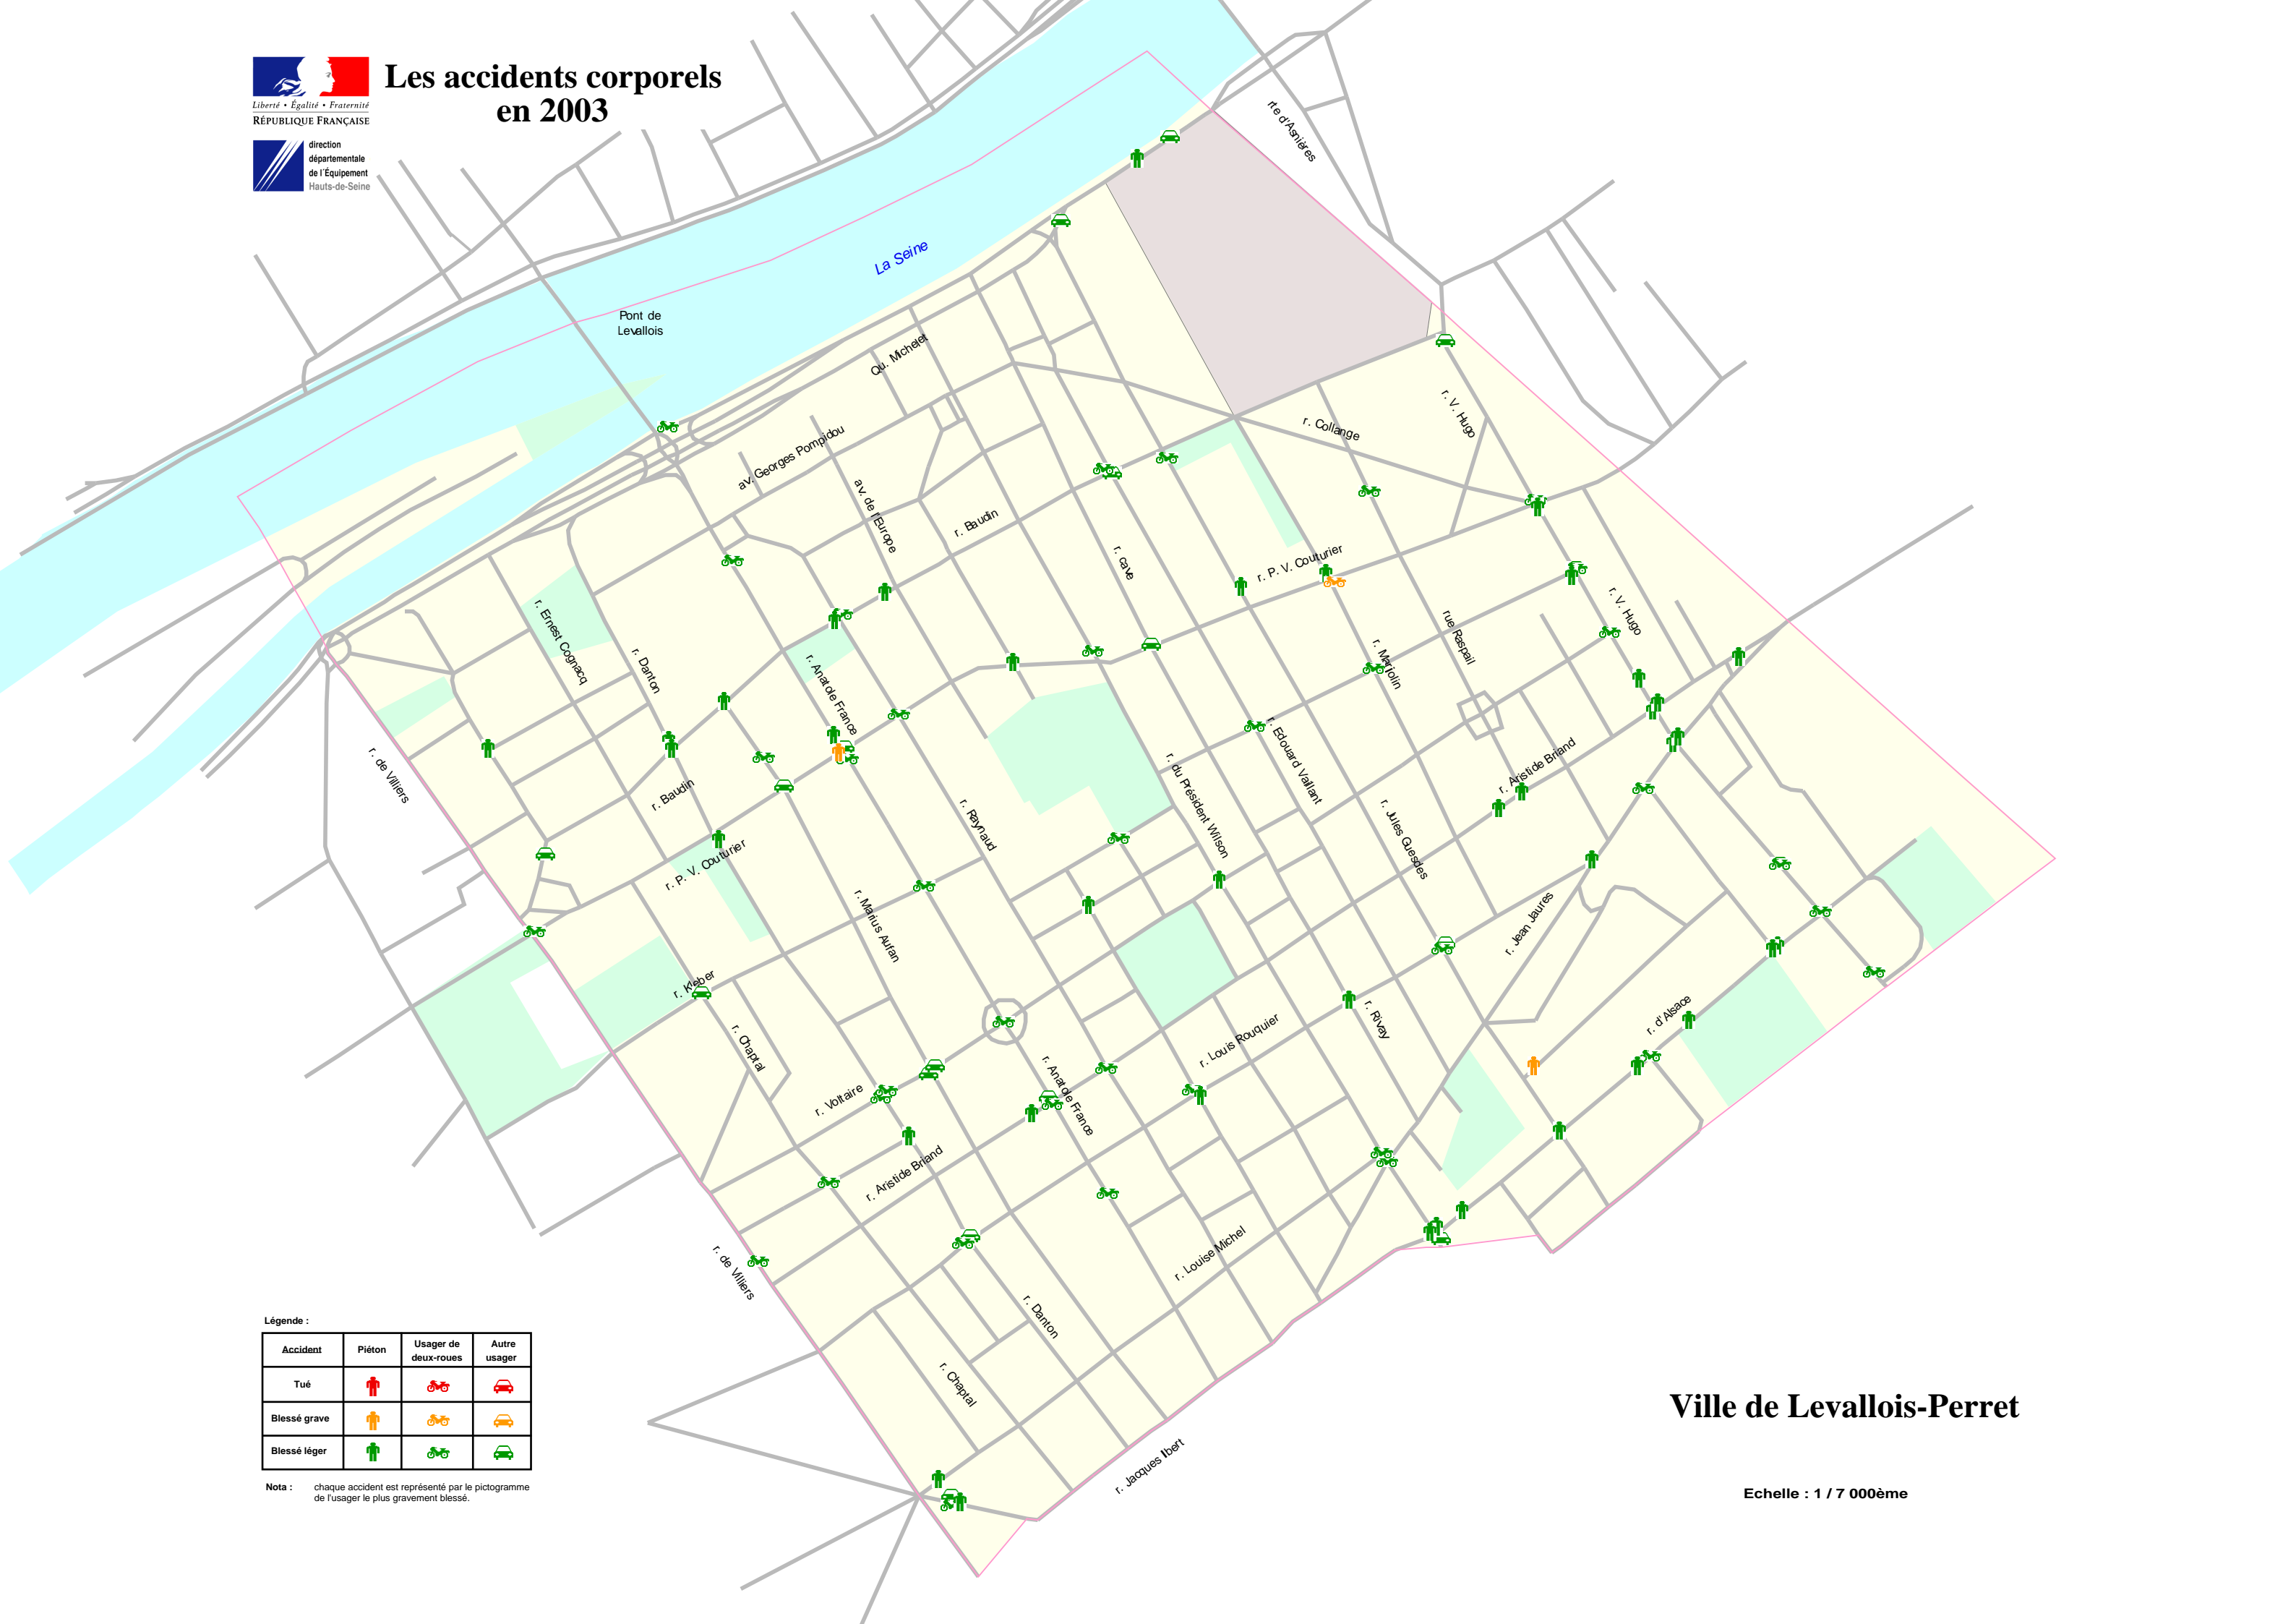 Les accidents corporels
en 2003
Liberté • Égalité • Fraternité
RÉPUBLIQUE FRANÇAISE
direction
départementale
de l'Équipement
Hauts-de-Seine
rte d'Asnières
La Seine
Pont de
Levallois
Qu. Michelet
av. Georges Pompidou
av. de l'Europe
r. Baudin
r. cave
r. Collange
r. V. Hugo
r. P. V. Couturier
r. V. Hugo
rue Raspail
r. Marjolin
r. Ernest Cognacq
r. Danton
r. Anatole France
r. de Villiers
r. Baudin
r. P. V. Couturier
r. Raynaud
r. du Président Wilson
r. Edouard Vaillant
r. Jules Guesdes
r. Aristide Briand
r. Jean Jaures
r. Marius Aufan
r. Kleber
r. Chaptal
r. Voltaire
r. Anatole France
r. Louis Rouquier
r. Rivay
r. d'Alsace
r. Aristide Briand
r. de Villiers
r. Louise Michel
r. Danton
r. Chaptal
r. Jacques Ibert
Légende :
Accident Piéton Usager de deux-roues Autre usager
Tué
Blessé grave
Blessé léger
Nota : chaque accident est représenté par le pictogramme
de l'usager le plus gravement blessé.
Ville de Levallois-Perret
Echelle : 1 / 7 000ème